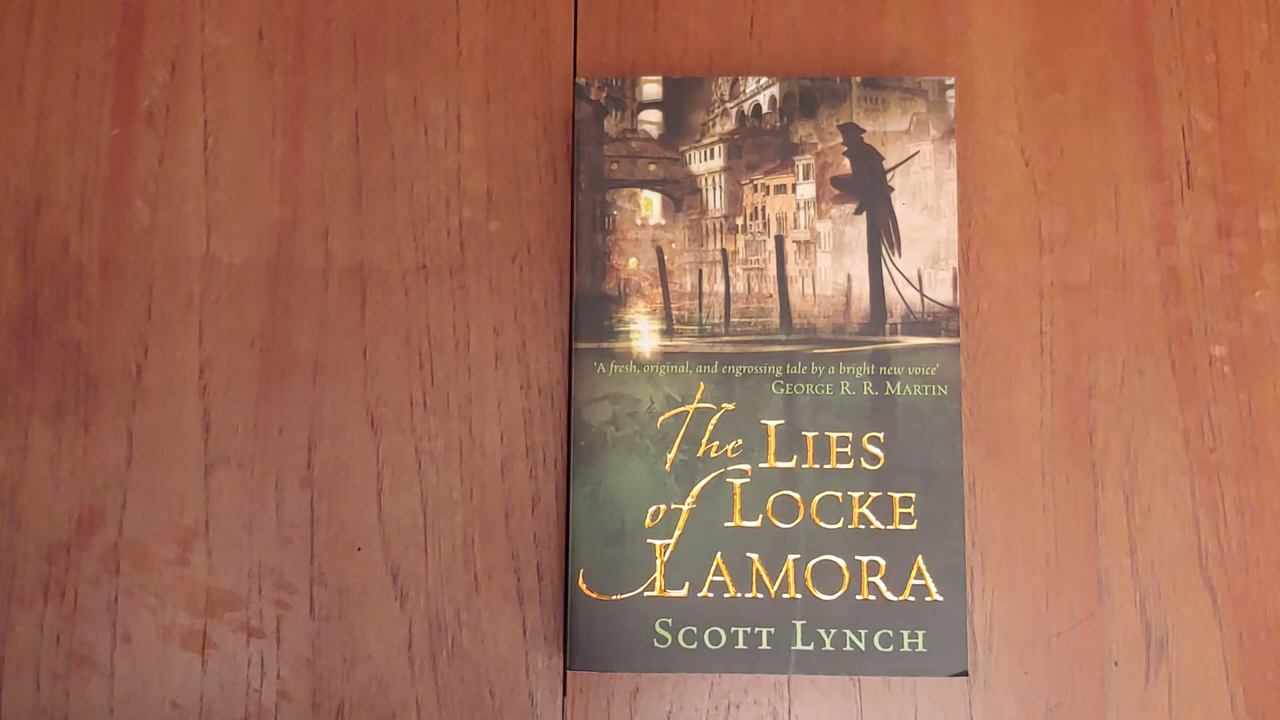 'A fresh, original, and engrossing tale by a bright new voice'
GEORGE R. R. MARTIN
The LIES
of LOCKE
LAMORA
SCOTT LYNCH